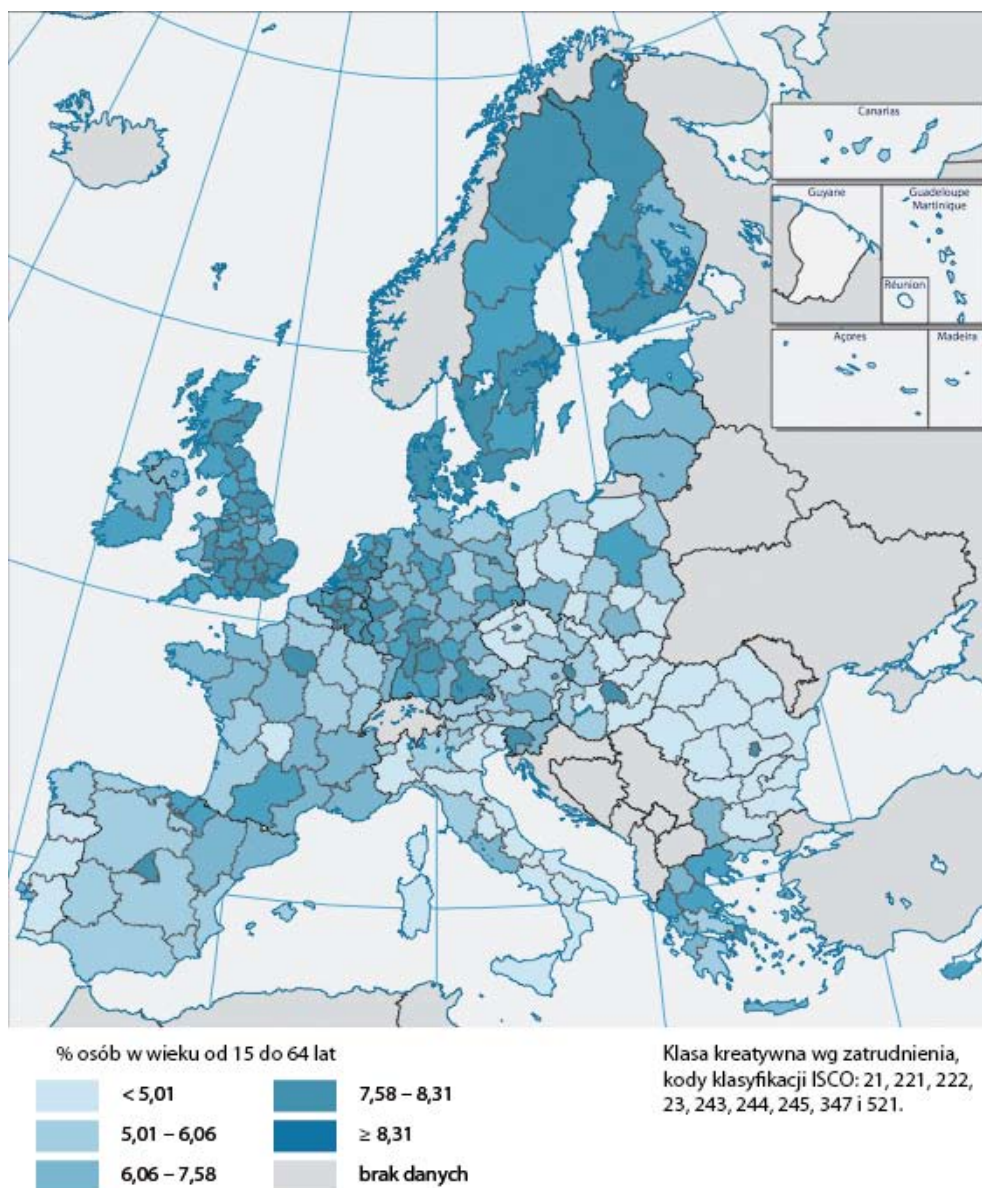 Canarias
Guyane
Guadeloupe
Martinique
Réunion
Açores
Madeira
% osób w wieku od 15 do 64 lat
< 5,01
5,01 – 6,06
6,06 – 7,58
7,58 – 8,31
≥ 8,31
brak danych
Klasa kreatywna wg zatrudnienia,
kody klasyfikacji ISCO: 21, 221, 222,
23, 243, 244, 245, 347 i 521.